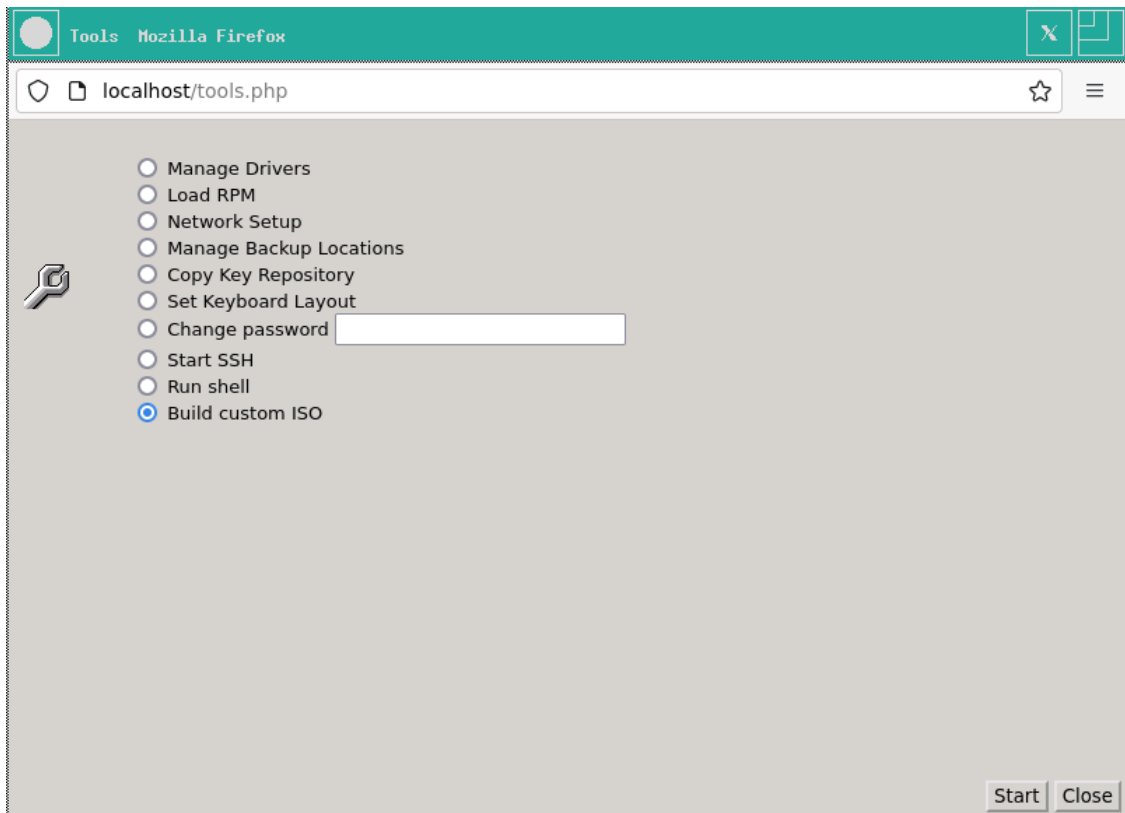 Tools Mozilla Firefox X
localhost/tools.php
Manage Drivers
Load RPM
Network Setup
Manage Backup Locations
Copy Key Repository
Set Keyboard Layout
Change password
Start SSH
Run shell
Build custom ISO
Start Close